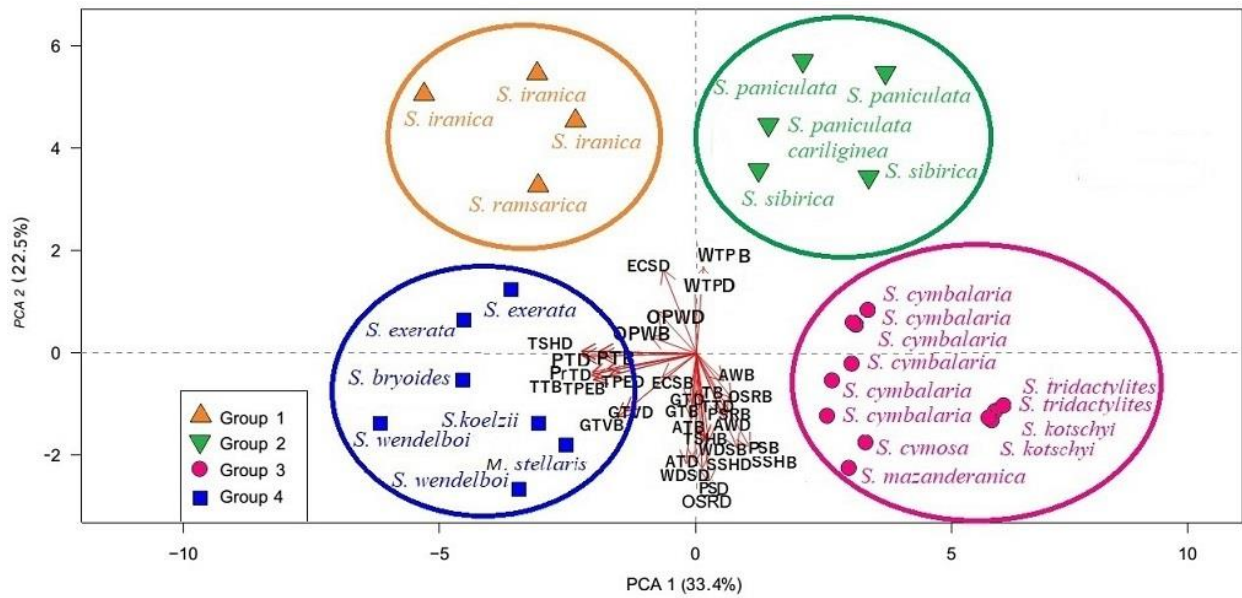 6
4
2
0
-2
PCA 2 (22.5%)
S. iranica
S. iranica
S. iranica
S. ramsarica
S. paniculata
S. paniculata
S. paniculata
cariliginea
S. sibirica
S. sibirica
WTPB
ECSD
WTPD
OPWD
OPWB
TSHD
PTD PTB
PrTD
TTB TPEB TPED ECSB
AWB
OSRB
GTVD
GTVB
GTB
ATB
SRB
AWD
TSHB
WDSB PSB
ATD SSHD SSHB
WDSD
PSD
OSRD
S. exerata
S. exerata
S. bryoides
S.koelzii
S. wendelboi
M. stellaris
S. wendelboi
S. cymbalaria
S. cymbalaria
S. cymbalaria
S. cymbalaria
S. cymbalaria
S. cymbalaria
S. tridactylites
S. tridactylites
S. kotschyi
S. kotschyi
S. cymosa
S. mazanderanica
Group 1
Group 2
Group 3
Group 4
-10
-5
0
5
10
PCA 1 (33.4%)